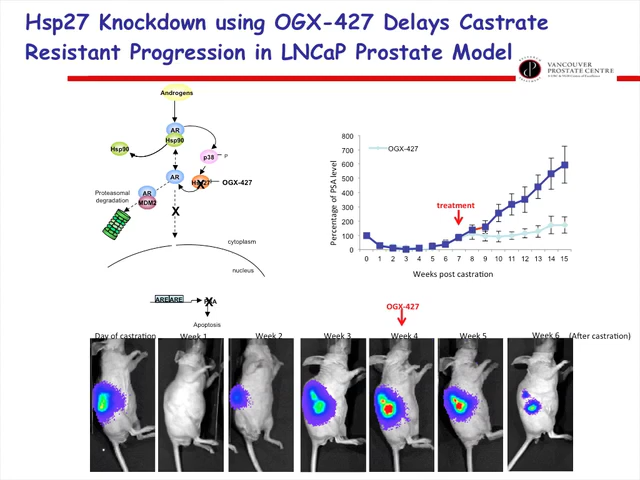 Hsp27 Knockdown using OGX-427 Delays Castrate
Resistant Progression in LNCaP Prostate Model
VANCOUVER
PROSTATE CENTRE
Androgens
AR
Hsp90
Hsp90
p38
P
AR
OGX-427
Proteasomal
degradation
AR
MDM2
X
cytoplasm
nucleus
ARE ARE
Apoptosis
800
700
600
500
400
300
200
100
0
Percentage of PSA level
OGX-427
treatment
0 1 2 3 4 5 6 7 8 9 10 11 12 13 14 15
Weeks post castration
OGX-427
Day of castration
Week 1
Week 2
Week 3
Week 4
Week 5
Week 6
(After castration)